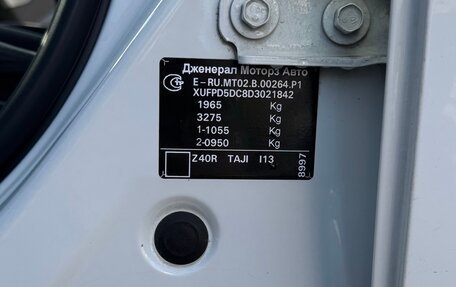 Дженерал Моторз Авто
E-RU.MT02.B.00264.P1
XUFPD5DC8D3021842
1965 Kg
3275 Kg
1-1055 Kg
2-0950 Kg
Z40R TAJI I13
8997